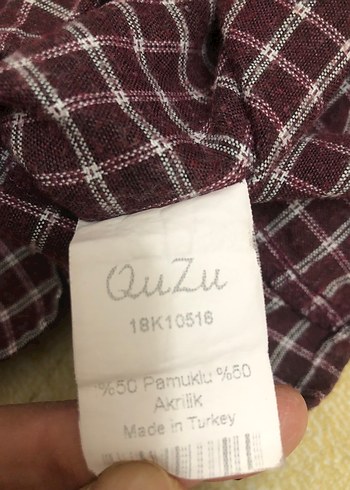 QuZu
18K10516
%50 Pamuklu %50
Akrilik
Made in Turkey